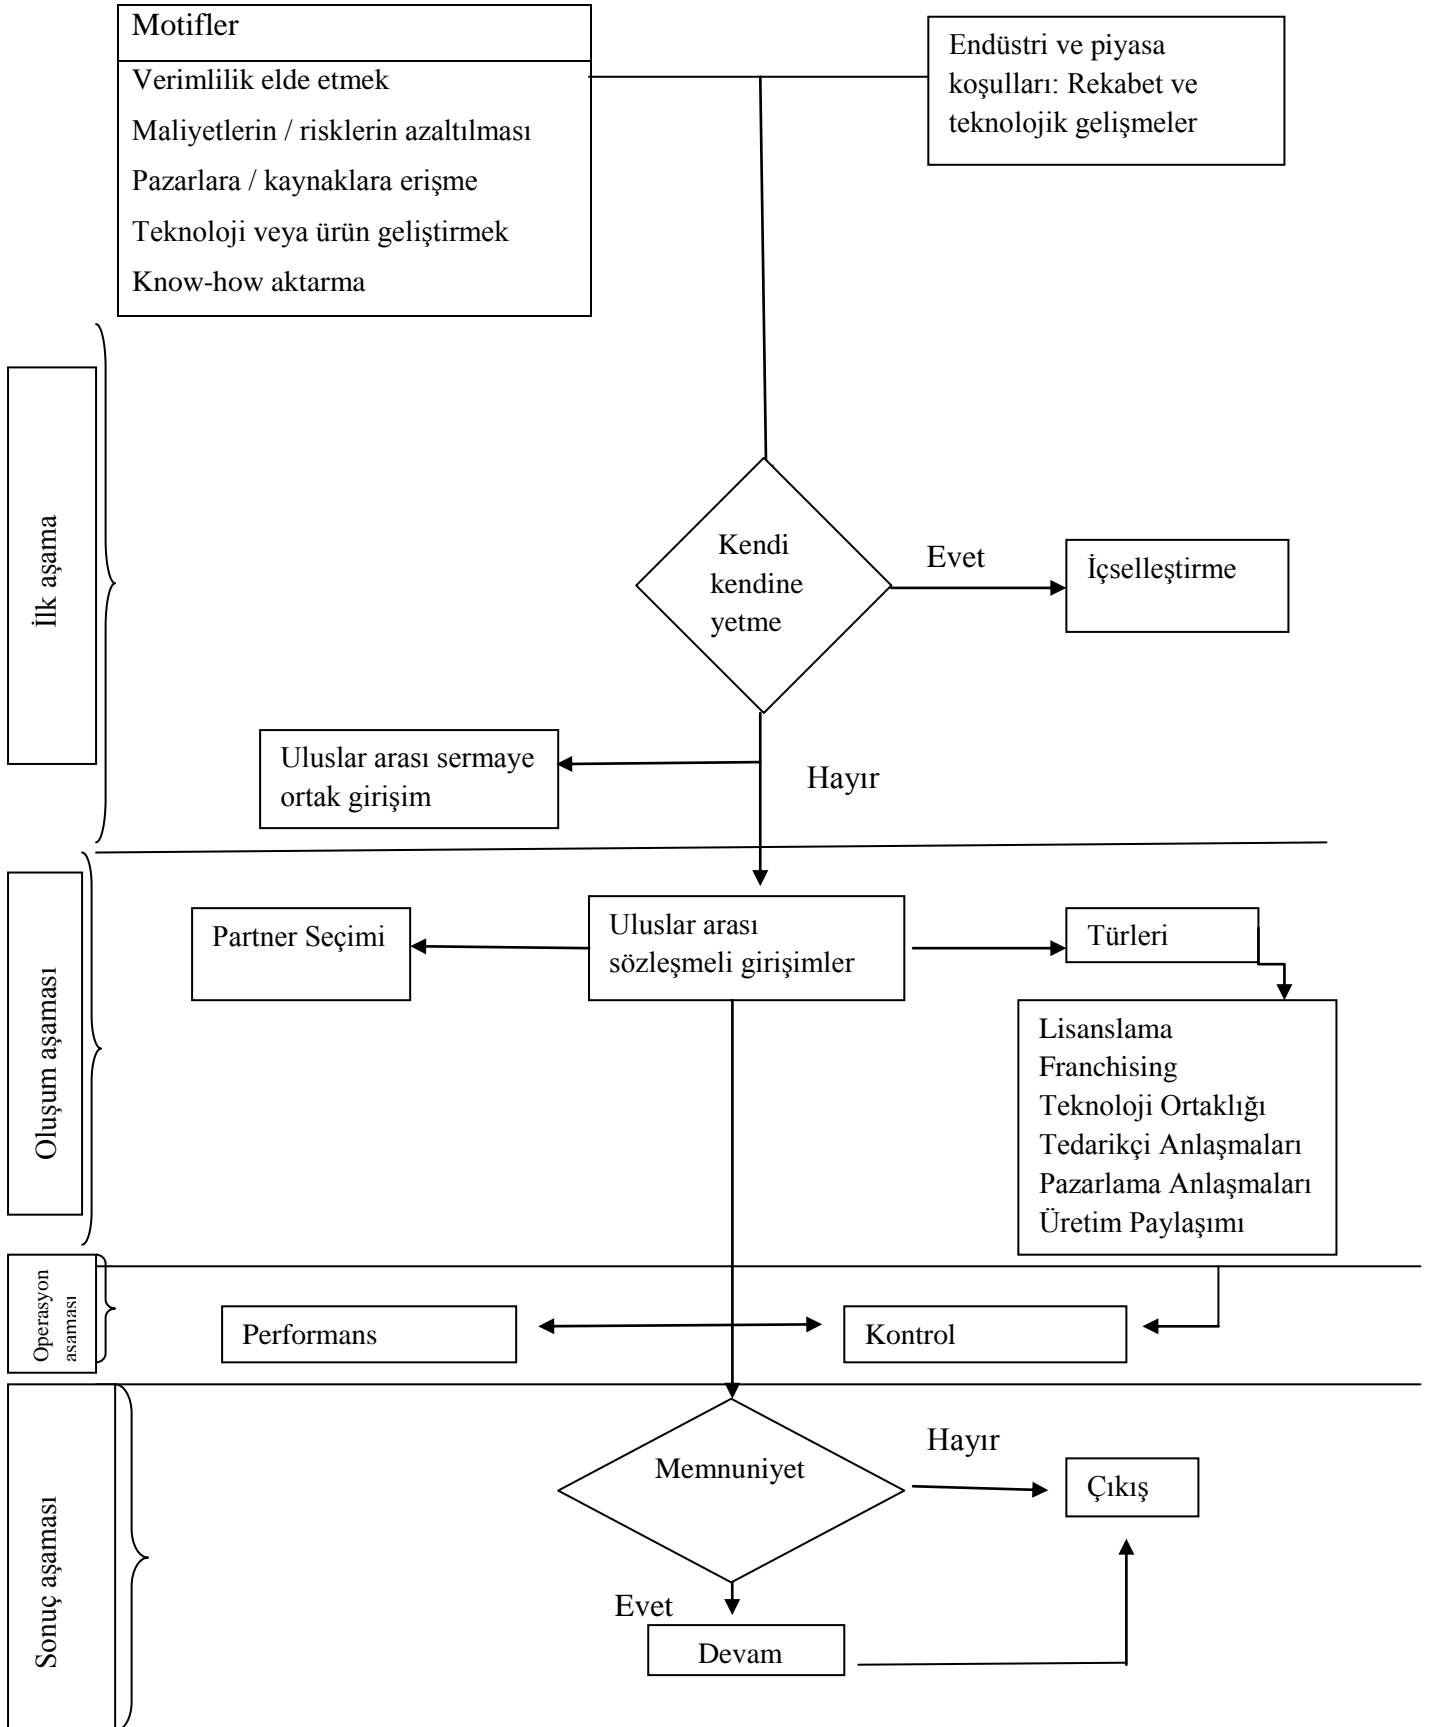 Motifler
Verimlilik elde etmek
Maliyetlerin / risklerin azaltılması
Pazarlara / kaynaklara erişme
Teknoloji veya ürün geliştirmek
Know-how aktarma
Endüstri ve piyasa
koşulları: Rekabet ve
teknolojik gelişmeler
İlk aşama
Kendi
kendine
yetme
Evet
İçselleştirme
Uluslar arası sermaye
ortak girişim
Hayır
Oluşum aşaması
Partner Seçimi
Uluslar arası
sözleşmeli girişimler
Türleri
Lisanslama
Franchising
Teknoloji Ortaklığı
Tedarikçi Anlaşmaları
Pazarlama Anlaşmaları
Üretim Paylaşımı
Operasyon
asaması
Performans
Kontrol
Sonuç aşaması
Memnuniyet
Hayır
Çıkış
Evet
Devam